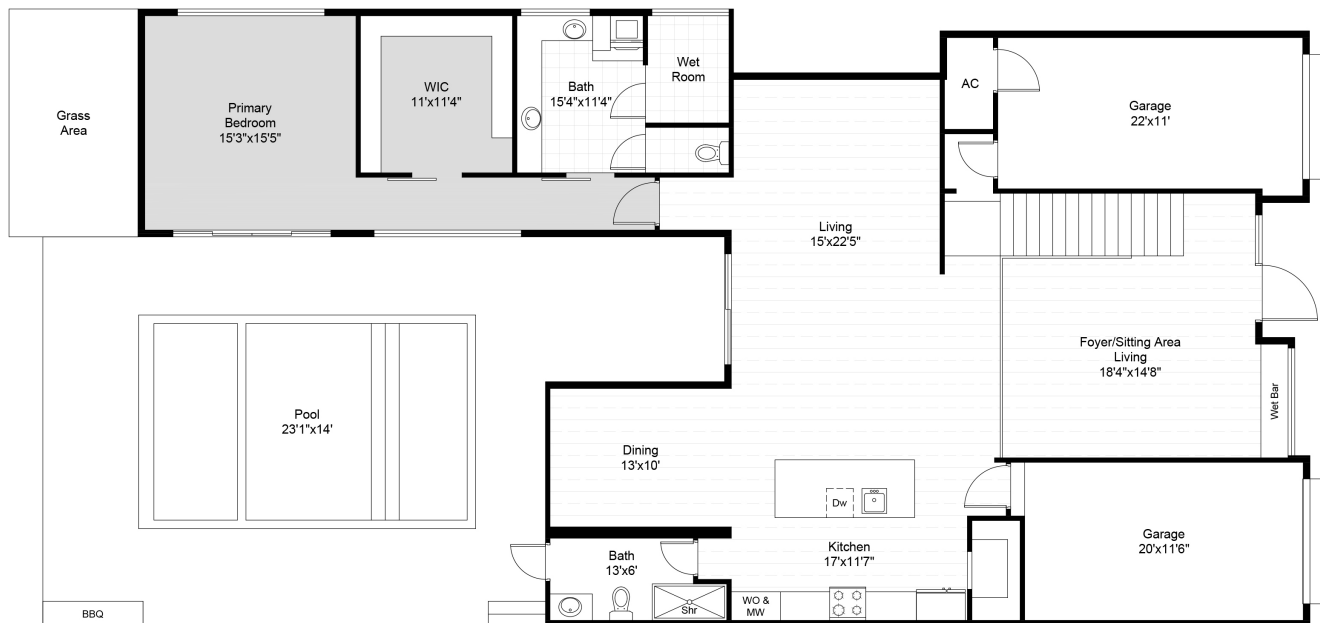 Grass
Area
Primary
Bedroom
15'3"x15'5"
WIC
11'x11'4"
Bath
15'4"x11'4"
Wet
Room
AC
Garage
22'x11'
Living
15'x22'5"
Foyer/Sitting Area
Living
18'4"x14'8"
Wet Bar
Pool
23'1"x14'
Dining
13'x10'
Dw
Kitchen
17'x11'7"
Garage
20'x11'6"
Bath
13'x6'
Shr
WO &
MW
BBQ